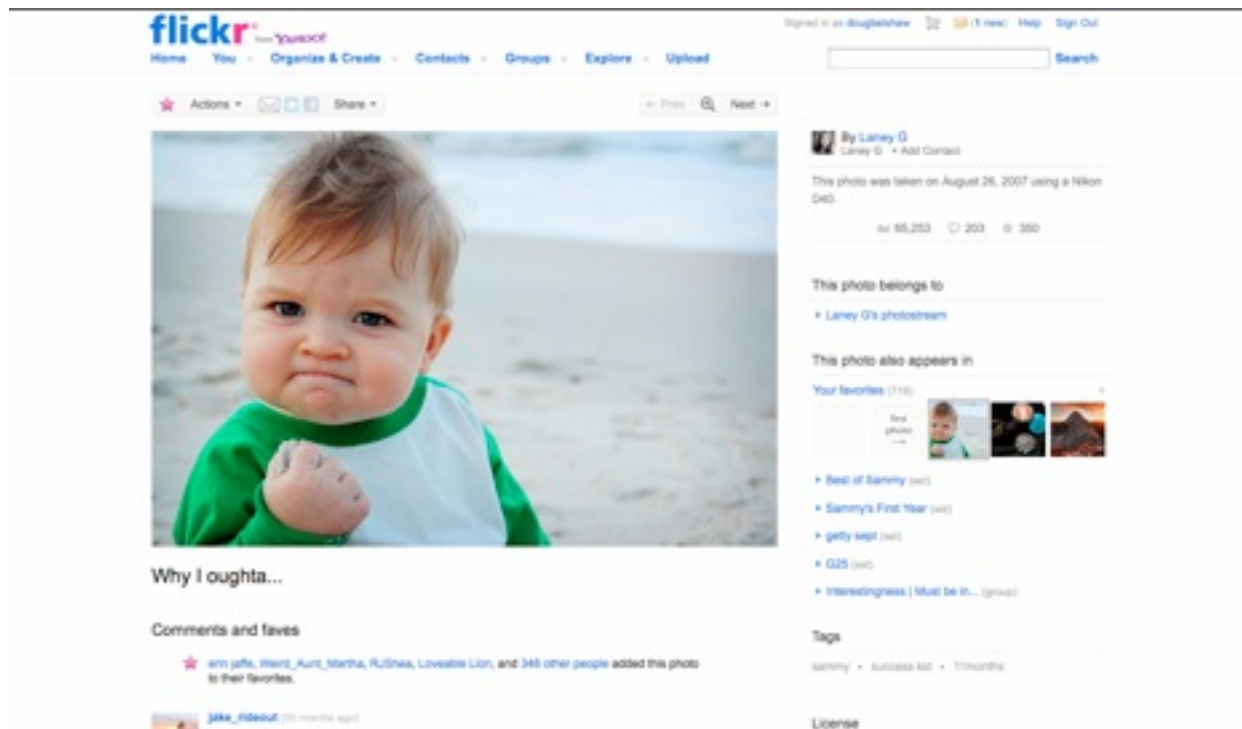 flickr from YAHOO!
Signed in as dougbelshaw (1 new) Help Sign Out
Home You Organize & Create Contacts Groups Explore Upload
Search
Actions Share
← Prev Next →
By Laney G
Laney G + Add Contact
This photo was taken on August 26, 2007 using a Nikon
D40.
65,253 203 350
This photo belongs to
Laney G's photostream
This photo also appears in
Your favorites (719)
first
photo
→
Best of Sammy (set)
Sammy's First Year (set)
getty sept (set)
G25 (set)
Interestingness | Must be in... (group)
Tags
sammy • success kid • 11months
License
Why I oughta...
Comments and faves
erin jaffe, Weird_Aunt_Martha, RJShea, Loveable Lion, and 346 other people added this photo
to their favorites.
jake_rideout (months ago)